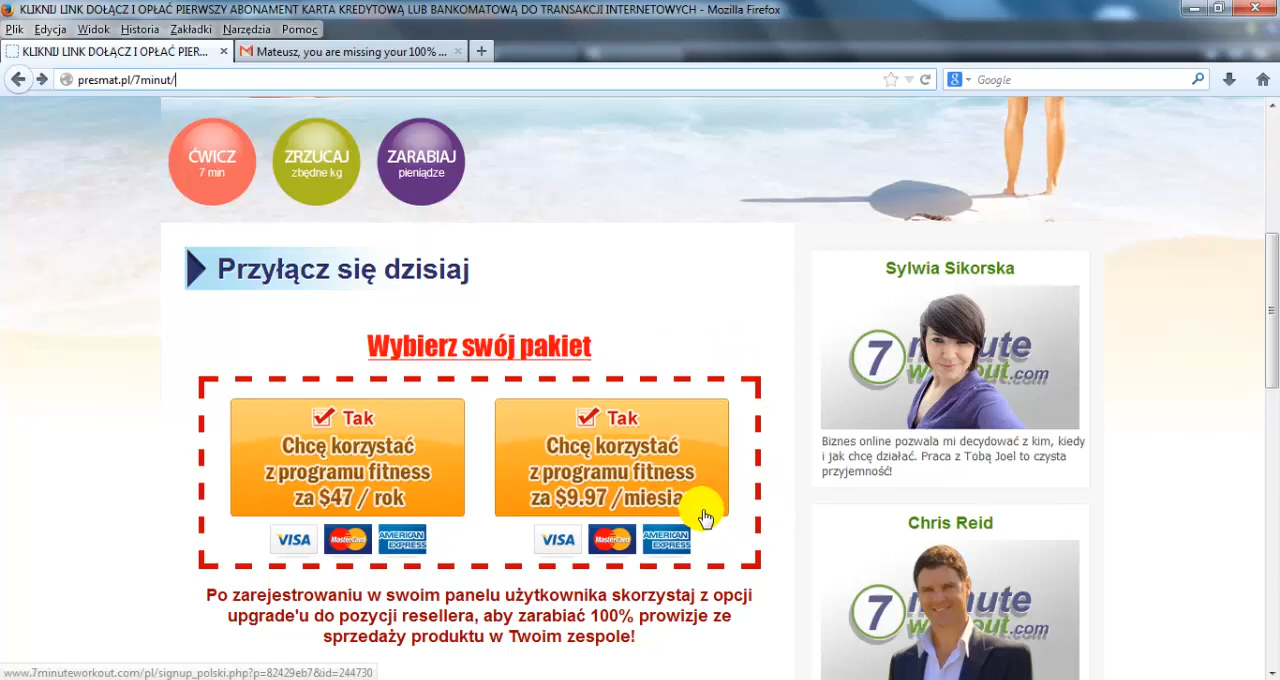 KLIKNIJ LINK DOŁĄCZ I OPŁAĆ PIERWSZY ABONAMENT KARTA KREDYTOWĄ LUB BANKOMATOWĄ DO TRANSAKCJI INTERNETOWYCH - Mozilla Firefox
Plik Edycja Widok Historia Zakładki Narzędzia Pomoc
KLIKNIJ LINK DOŁĄCZ I OPŁAĆ PIER... Mateusz, you are missing your 100% ...
presmat.pl/7minut/ Google
ĆWICZ
7 min
ZRZUCAJ
zbędne kg
ZARABIAJ
pieniądze
Przyłącz się dzisiaj
Wybierz swój pakiet
Tak
Chcę korzystać
z programu fitness
za $47 / rok
VISA MasterCard AMERICAN EXPRESS
Tak
Chcę korzystać
z programu fitness
za $9.97 /miesią
VISA MasterCard AMERICAN EXPRESS
Po zarejestrowaniu w swoim panelu użytkownika skorzystaj z opcji
upgrade'u do pozycji resellera, aby zarabiać 100% prowizje ze
sprzedaży produktu w Twoim zespole!
Sylwia Sikorska
7 minute
workout.com
Biznes online pozwala mi decydować z kim, kiedy
i jak chcę działać. Praca z Tobą Joel to czysta
przyjemność!
Chris Reid
7 minute
workout.com
www.7minuteworkout.com/pl/signup_polski.php?p=82429eb7&id=244730